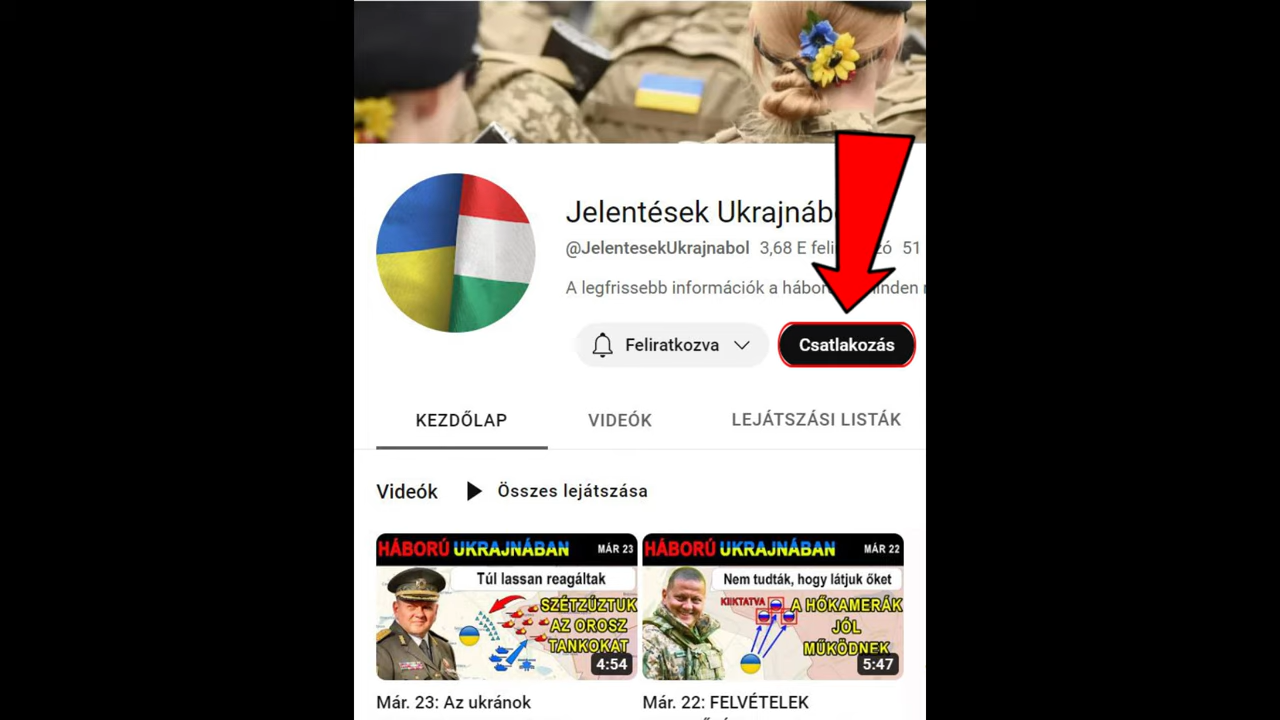 Jelentések Ukrajnáb
@JelentesekUkrajnabol 3,68 E feli ó 51
A legfrissebb információk a hábor inden
Feliratkozva
Csatlakozás
KEZDŐLAP
VIDEÓK
LEJÁTSZÁSI LISTÁK
Videók
Összes lejátszása
HÁBORÚ UKRAJNÁBAN MÁR 23
Túl lassan reagáltak
SZÉTZÚZTUK
AZ OROSZ
TANKOKAT
4:54
HÁBORÚ UKRAJNÁBAN MÁR 22
Nem tudták, hogy látjuk őket
KIIKTATVA
A HŐKAMERÁK
JÓL
MŰKÖDNEK
5:47
Már. 23: Az ukránok
Már. 22: FELVÉTELEK